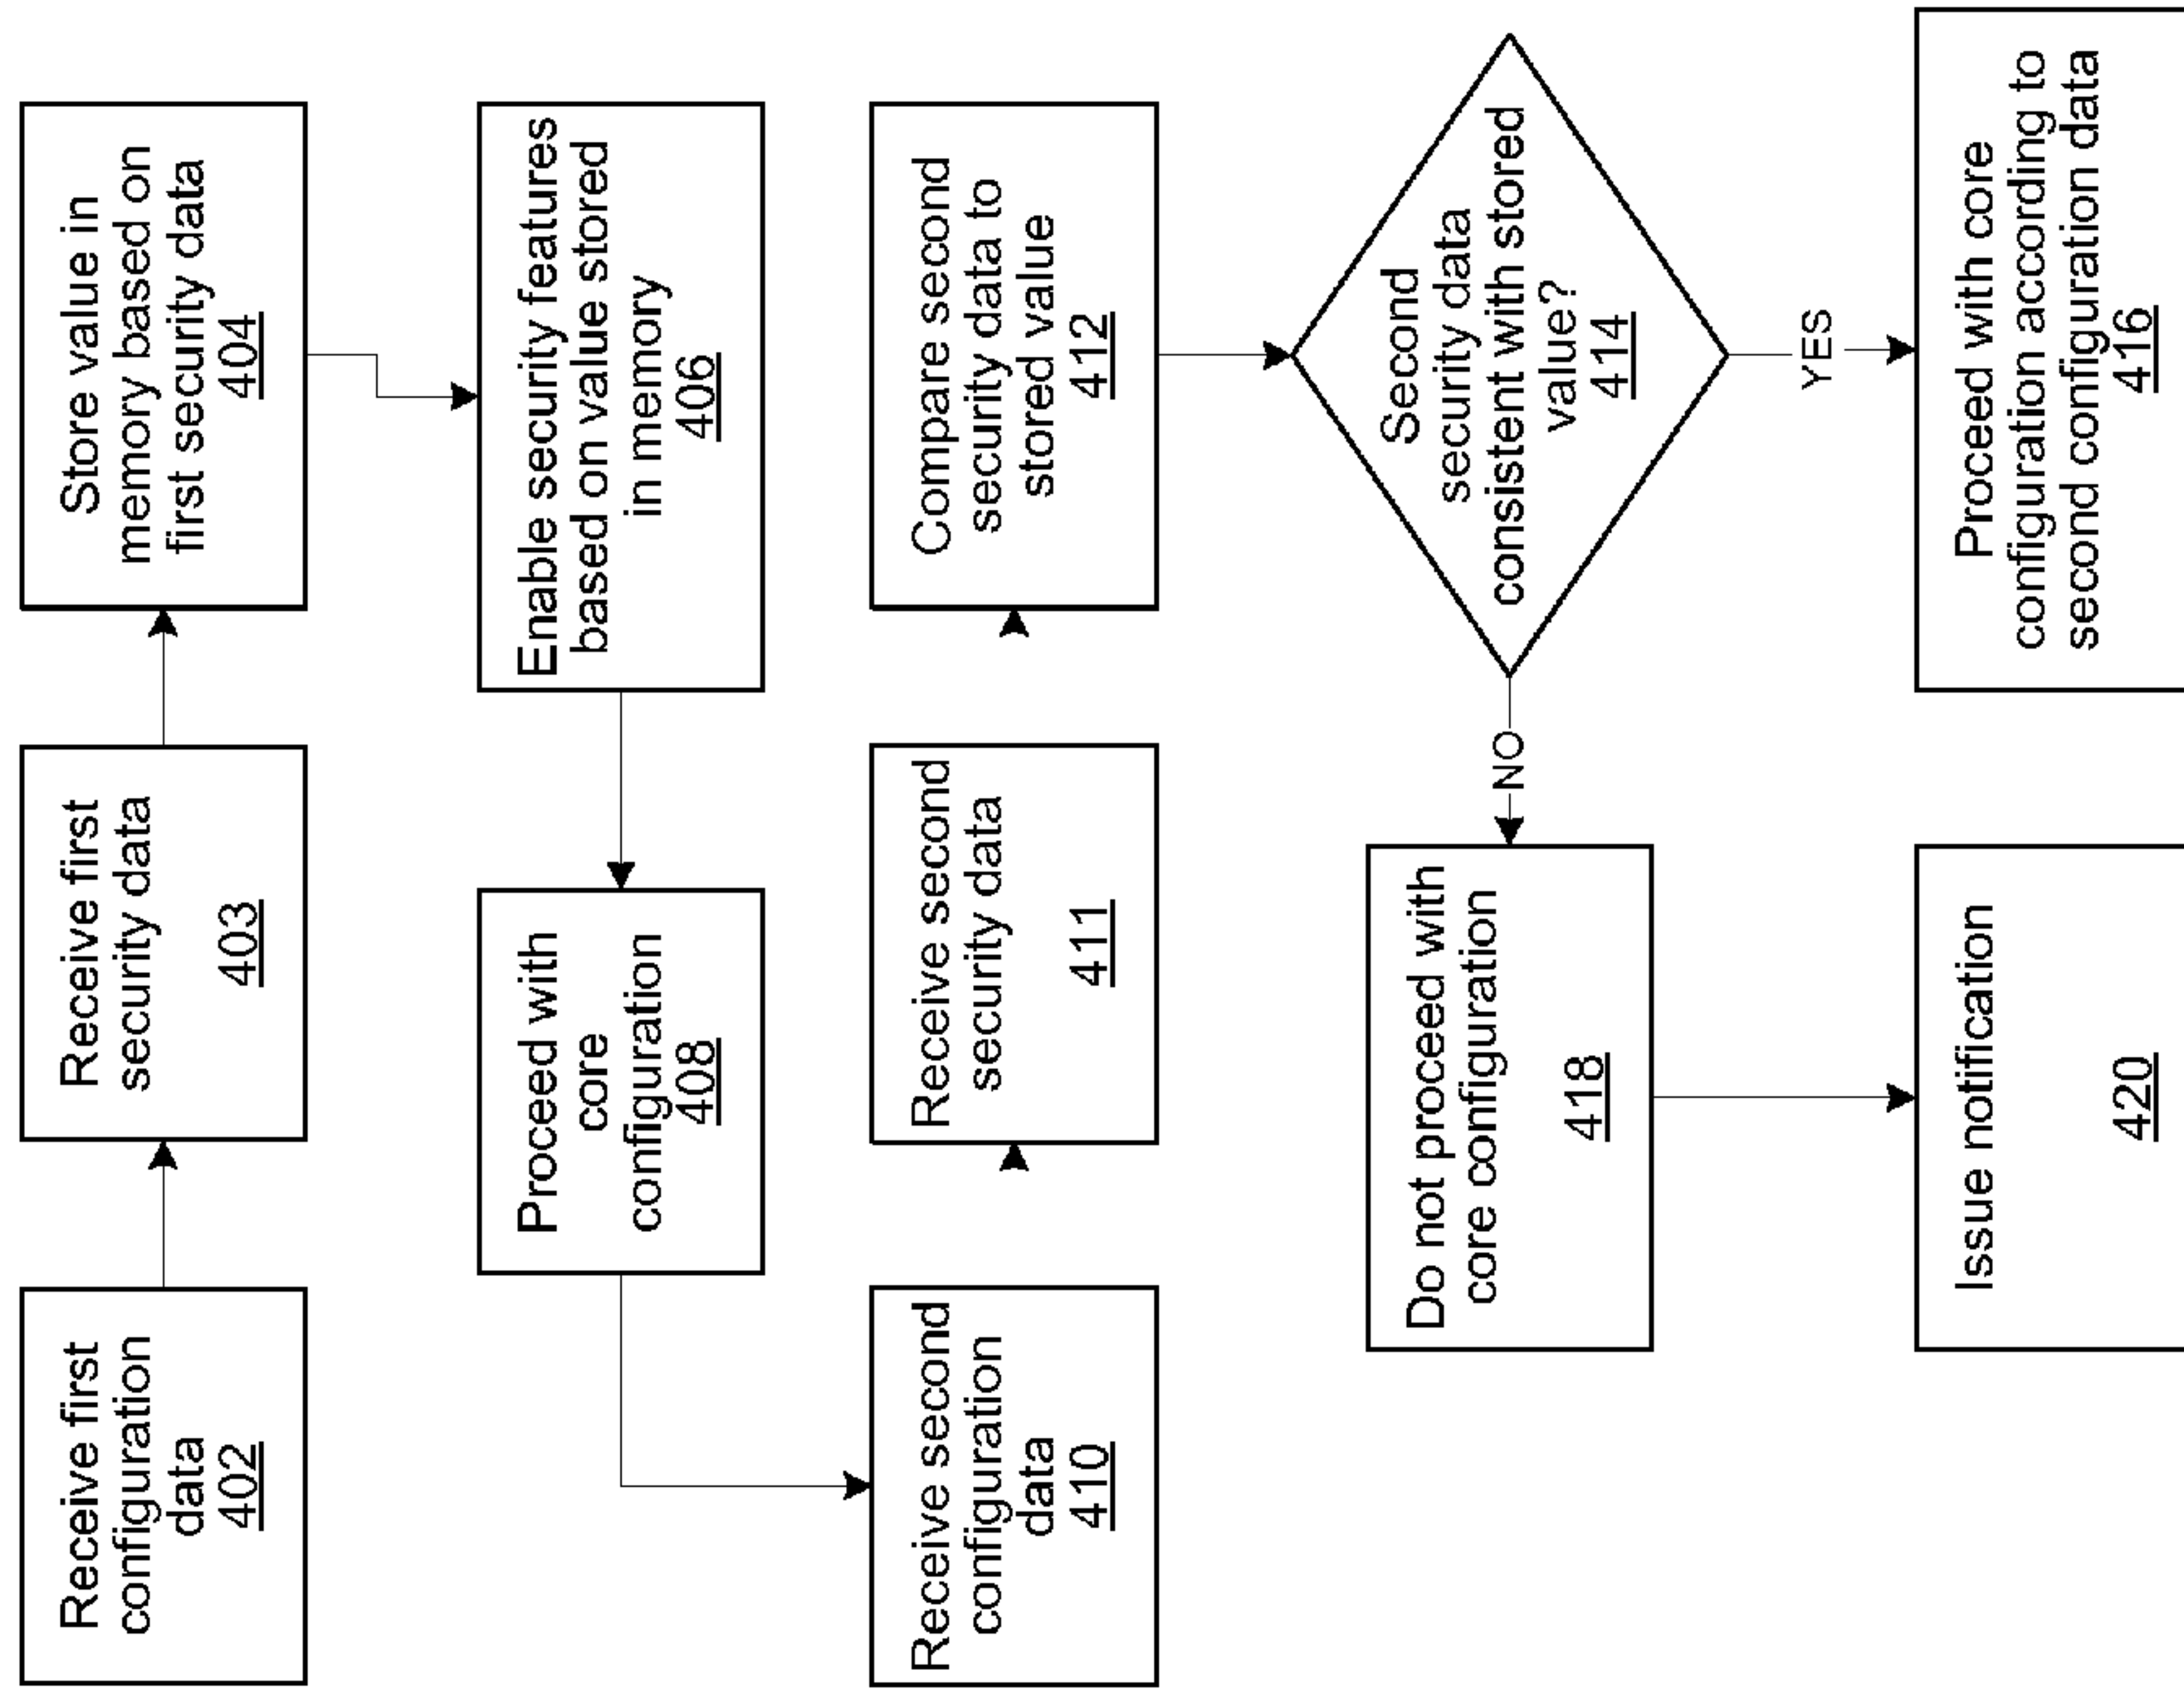 Receive first
configuration
data
402
Receive first
security data
403
Store value in
memory based on
first security data
404
Enable security features
based on value stored
in memory
406
Proceed with
core
configuration
408
Receive second
configuration
data
410
Receive second
security data
411
Compare second
security data to
stored value
412
Second
security data
consistent with stored
value?
414
NO
YES
Do not proceed with
core configuration
418
Proceed with core
configuration according to
second configuration data
416
Issue notification
420